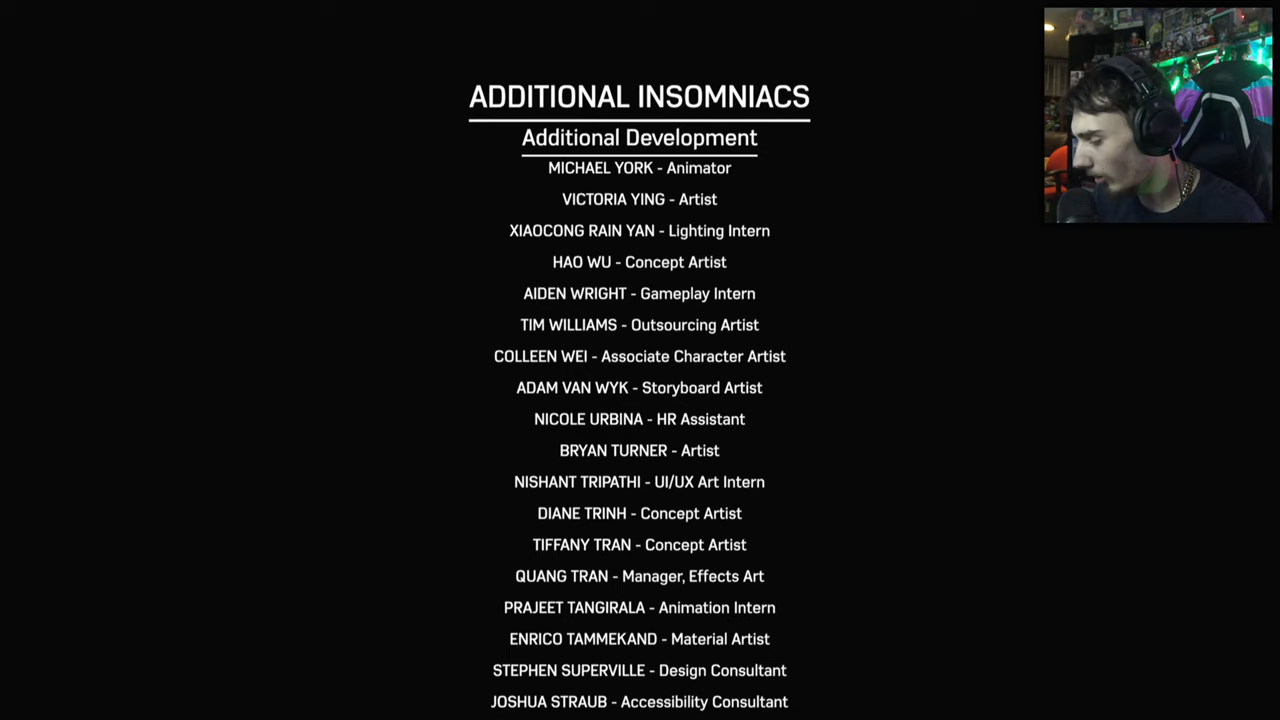 ADDITIONAL INSOMNIACS
Additional Development
MICHAEL YORK - Animator
VICTORIA YING - Artist
XIAOCONG RAIN YAN - Lighting Intern
HAO WU - Concept Artist
AIDEN WRIGHT - Gameplay Intern
TIM WILLIAMS - Outsourcing Artist
COLLEEN WEI - Associate Character Artist
ADAM VAN WYK - Storyboard Artist
NICOLE URBINA - HR Assistant
BRYAN TURNER - Artist
NISHANT TRIPATHI - UI/UX Art Intern
DIANE TRINH - Concept Artist
TIFFANY TRAN - Concept Artist
QUANG TRAN - Manager, Effects Art
PRAJEET TANGIRALA - Animation Intern
ENRICO TAMMEKAND - Material Artist
STEPHEN SUPERVILLE - Design Consultant
JOSHUA STRAUB - Accessibility Consultant